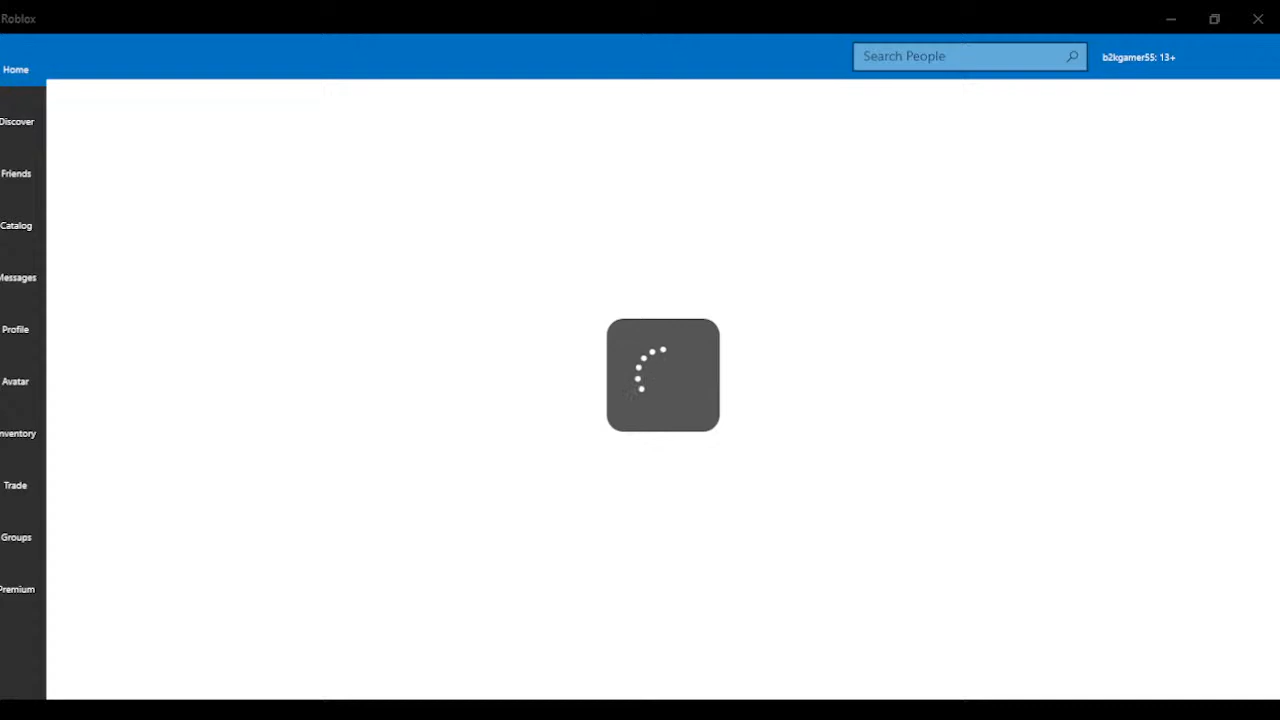 Roblox
Search People
b2kgamer55: 13+
Home
Discover
Friends
Catalog
Messages
Profile
Avatar
Inventory
Trade
Groups
Premium